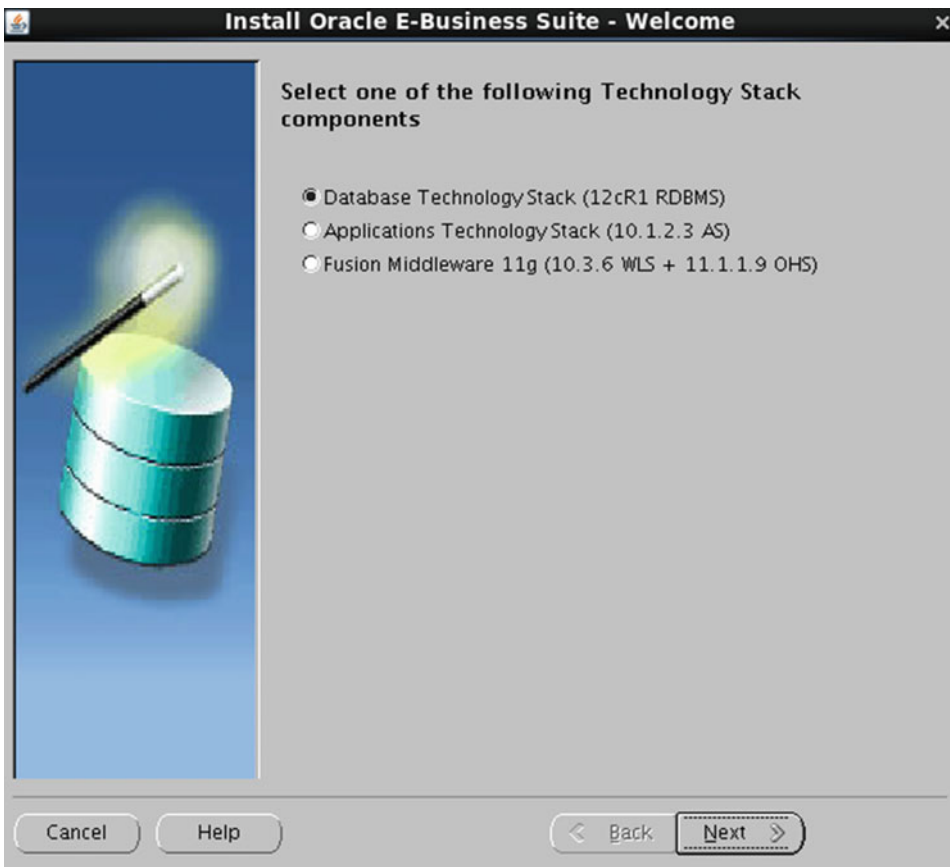 Install Oracle E-Business Suite - Welcome
Select one of the following Technology Stack
components
Database Technology Stack (12cR1 RDBMS)
Applications Technology Stack (10.1.2.3 AS)
Fusion Middleware 11g (10.3.6 WLS + 11.1.1.9 OHS)
Cancel Help Back Next